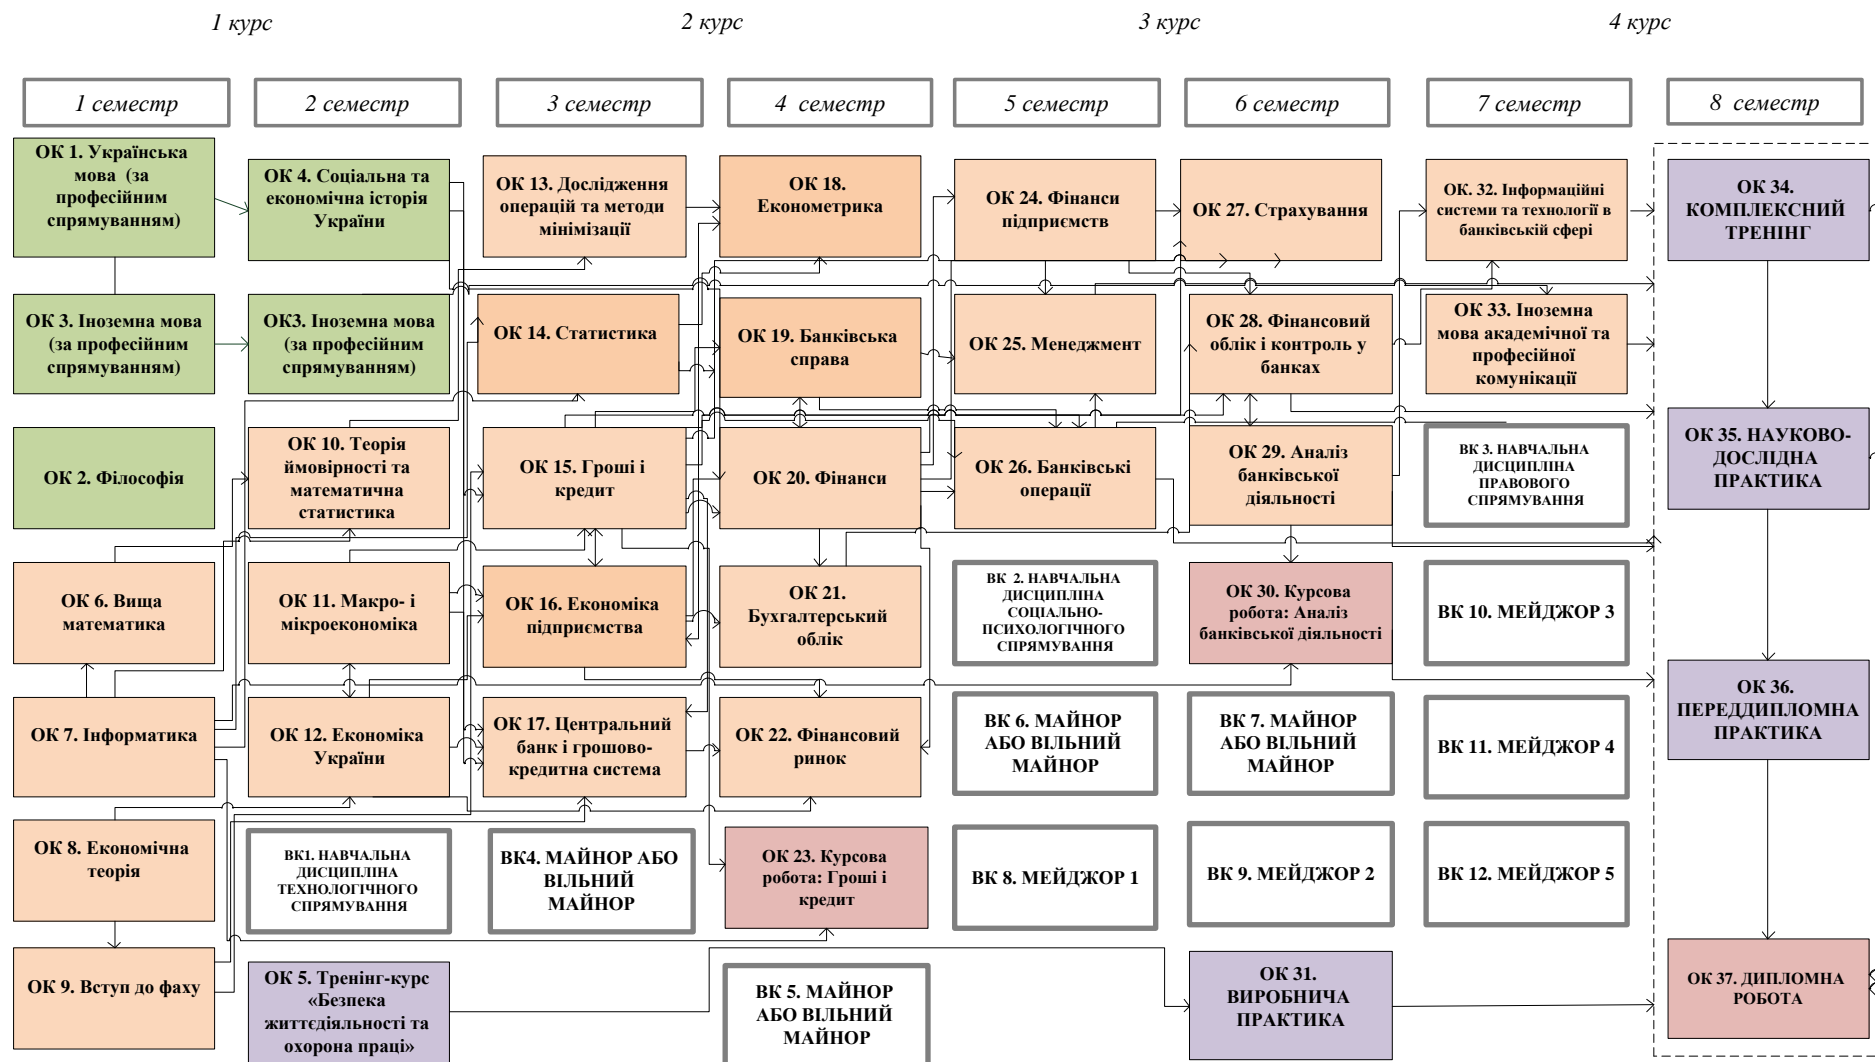 1 курс
2 курс
3 курс
4 курс
1 семестр
2 семестр
3 семестр
4 семестр
5 семестр
6 семестр
7 семестр
8 семестр
ОК 1. Українська
мова (за
професійним
спрямуванням)
ОК 3. Іноземна мова
(за професійним
спрямуванням)
ОК 2. Філософія
ОК 6. Вища
математика
ОК 7. Інформатика
ОК 8. Економічна
теорія
ОК 9. Вступ до фаху
ОК 4. Соціальна та
економічна історія
України
ОК3. Іноземна мова
(за професійним
спрямуванням)
ОК 10. Теорія
ймовірності та
математична
статистика
ОК 11. Макро- і
мікроекономіка
ОК 12. Економіка
України
ВК1. НАВЧАЛЬНА
ДИСЦИПЛІНА
ТЕХНОЛОГІЧНОГО
СПРЯМУВАННЯ
ОК 5. Тренінг-курс
«Безпека
життєдіяльності та
охорона праці»
ОК 13. Дослідження
операцій та методи
мінімізації
ОК 14. Статистика
ОК 15. Гроші і
кредит
ОК 16. Економіка
підприємства
ОК 17. Центральний
банк і грошово-
кредитна система
ВК4. МАЙНОР АБО
ВІЛЬНИЙ
МАЙНОР
ОК 18.
Економетрика
ОК 19. Банківська
справа
ОК 20. Фінанси
ОК 21.
Бухгалтерський
облік
ОК 22. Фінансовий
ринок
ОК 23. Курсова
робота: Гроші і
кредит
ВК 5. МАЙНОР
АБО ВІЛЬНИЙ
МАЙНОР
ОК 24. Фінанси
підприємств
ОК 25. Менеджмент
ОК 26. Банківські
операції
ВК 2. НАВЧАЛЬНА
ДИСЦИПЛІНА
СОЦІАЛЬНО-
ПСИХОЛОГІЧНОГО
СПРЯМУВАННЯ
ВК 6. МАЙНОР
АБО ВІЛЬНИЙ
МАЙНОР
ВК 8. МЕЙДЖОР 1
ОК 27. Страхування
ОК 28. Фінансовий
облік і контроль у
банках
ОК 29. Аналіз
банківської
діяльності
ОК 30. Курсова
робота: Аналіз
банківської діяльності
ВК 7. МАЙНОР
АБО ВІЛЬНИЙ
МАЙНОР
ВК 9. МЕЙДЖОР 2
ОК 31.
ВИРОБНИЧА
ПРАКТИКА
ОК. 32. Інформаційні
системи та технології в
банківській сфері
ОК 33. Іноземна
мова академічної та
професійної
комунікації
ВК 3. НАВЧАЛЬНА
ДИСЦИПЛІНА
ПРАВОВОГО
СПРЯМУВАННЯ
ВК 10. МЕЙДЖОР 3
ВК 11. МЕЙДЖОР 4
ВК 12. МЕЙДЖОР 5
ОК 34.
КОМПЛЕКСНИЙ
ТРЕНІНГ
ОК 35. НАУКОВО-
ДОСЛІДНА
ПРАКТИКА
ОК 36.
ПЕРЕДДИПЛОМНА
ПРАКТИКА
ОК 37. ДИПЛОМНА
РОБОТА